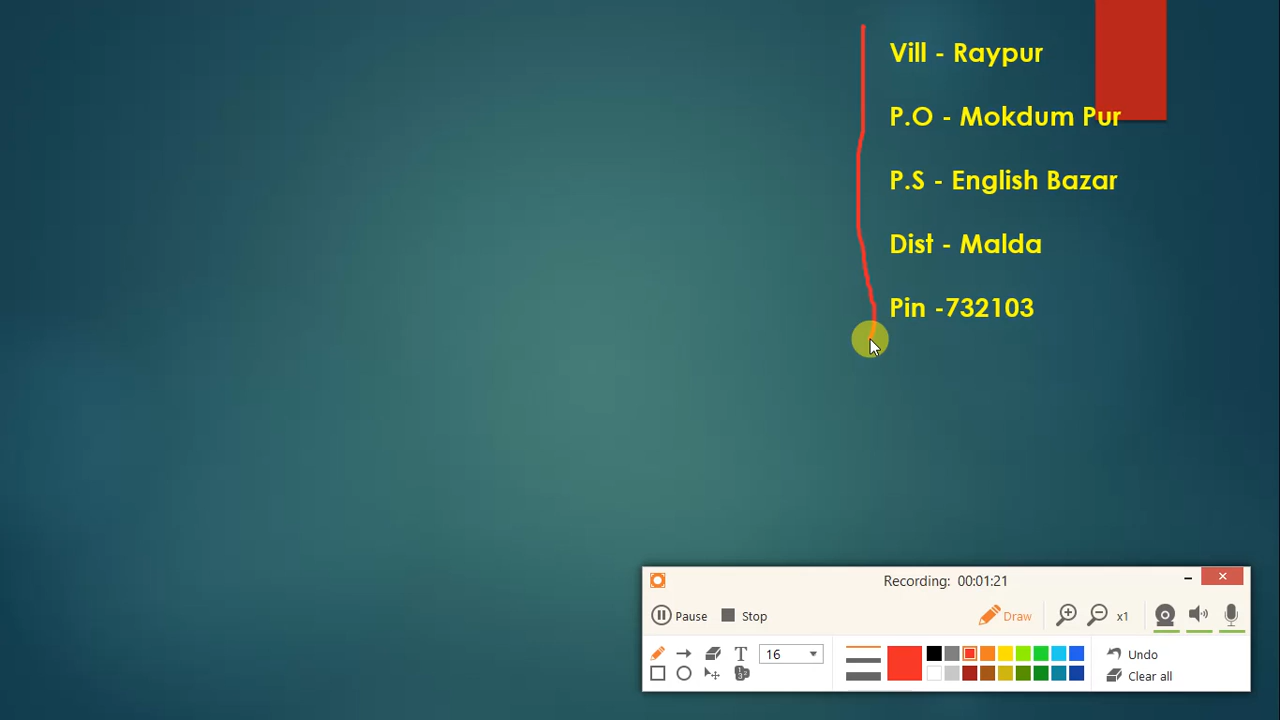 Vill - Raypur
P.O - Mokdum Pur
P.S - English Bazar
Dist - Malda
Pin -732103
Recording: 00:01:21
Pause Stop Draw x1
T 16 Undo
Clear all